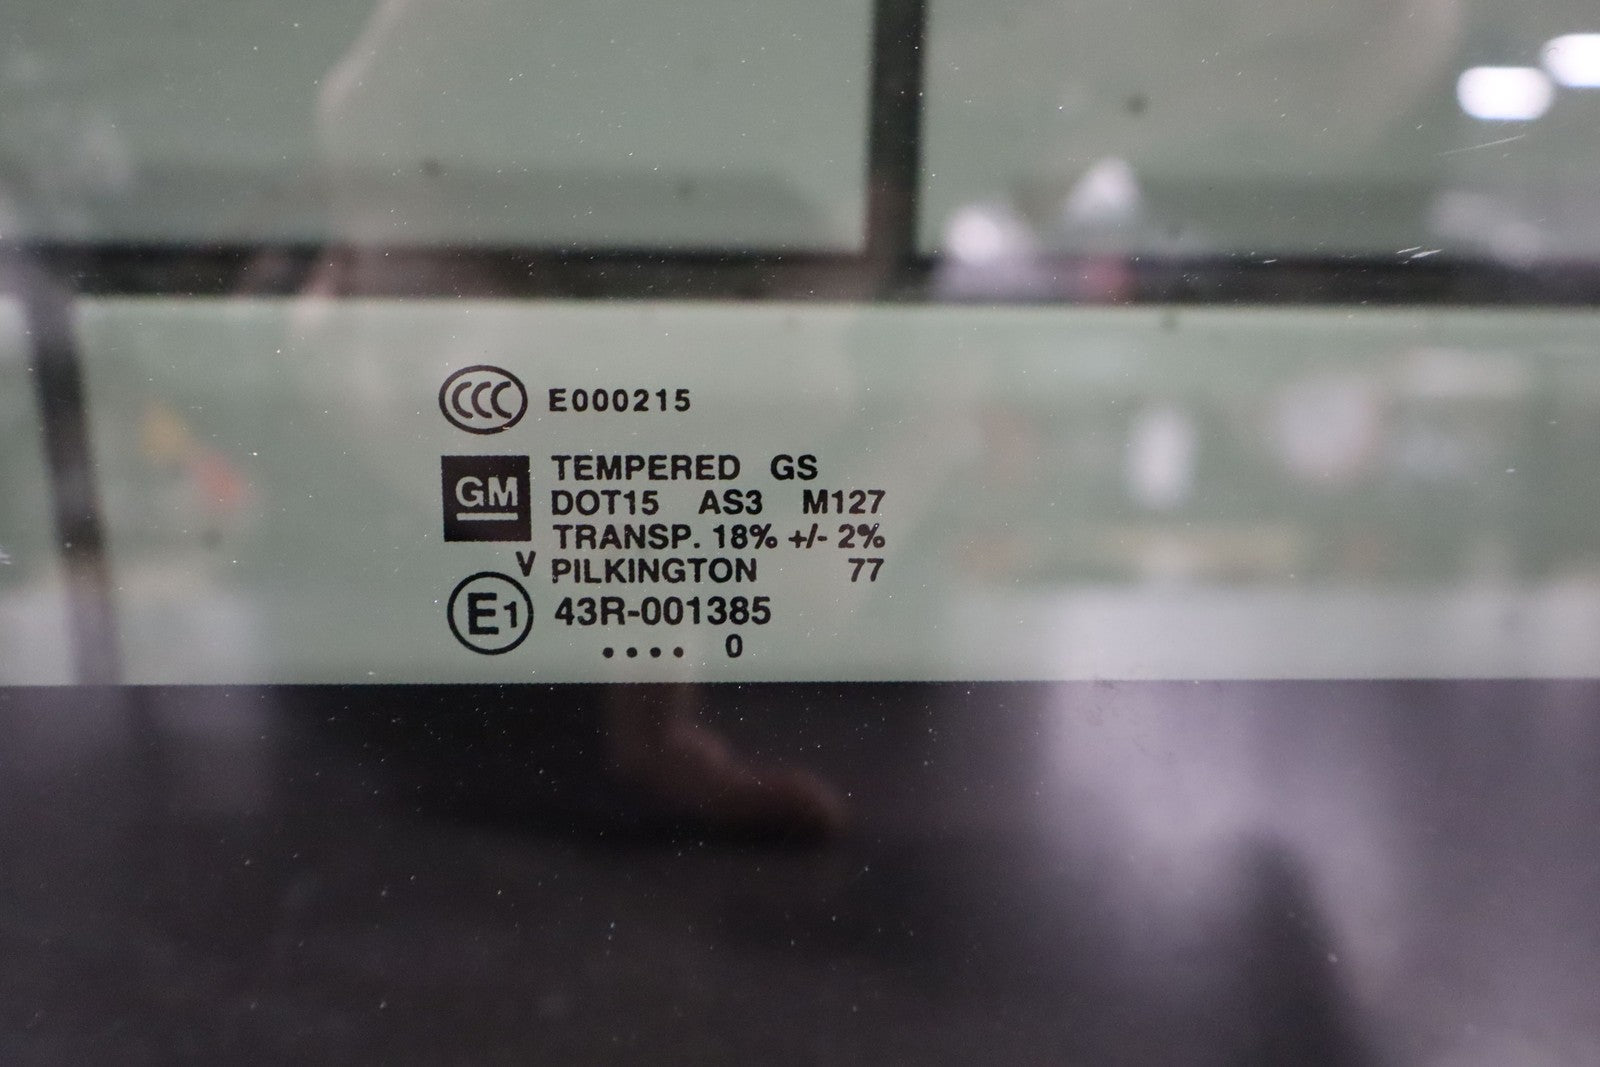 CCC E000215
TEMPERED GS
GM DOT15 AS3 M127
TRANSP. 18% +/- 2%
V PILKINGTON 77
E1 43R-001385
.... 0